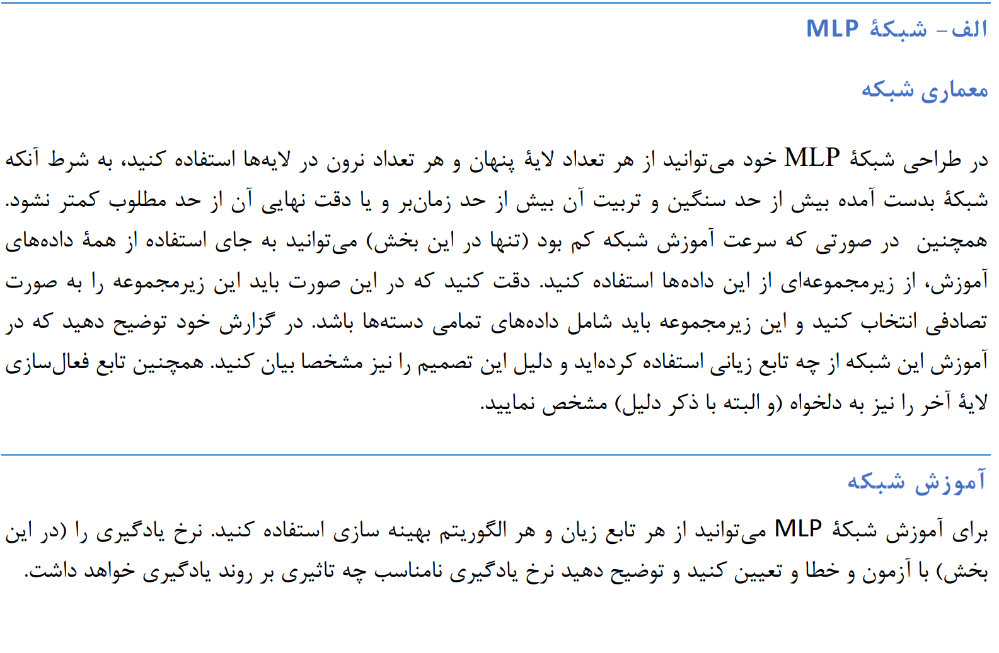 الف- شبکهٔ MLP
معماری شبکه
در طراحی شبکهٔ MLP خود می‌توانید از هر تعداد لایهٔ پنهان و هر تعداد نرون در لایه‌ها استفاده کنید، به شرط آنکه
شبکهٔ بدست آمده بیش از حد سنگین و تربیت آن بیش از حد زمان‌بر و یا دقت نهایی آن از حد مطلوب کمتر نشود.
همچنین در صورتی که سرعت آموزش شبکه کم بود (تنها در این بخش) می‌توانید به جای استفاده از همهٔ داده‌های
آموزش، از زیرمجموعه‌ای از این داده‌ها استفاده کنید. دقت کنید که در این صورت باید این زیرمجموعه را به صورت
تصادفی انتخاب کنید و این زیرمجموعه باید شامل داده‌های تمامی دسته‌ها باشد. در گزارش خود توضیح دهید که در
آموزش این شبکه از چه تابع زیانی استفاده کرده‌اید و دلیل این تصمیم را نیز مشخصا بیان کنید. همچنین تابع فعال‌سازی
لایهٔ آخر را نیز به دلخواه (و البته با ذکر دلیل) مشخص نمایید.
آموزش شبکه
برای آموزش شبکهٔ MLP می‌توانید از هر تابع زیان و هر الگوریتم بهینه سازی استفاده کنید. نرخ یادگیری را (در این
بخش) با آزمون و خطا و تعیین کنید و توضیح دهید نرخ یادگیری نامناسب چه تاثیری بر روند یادگیری خواهد داشت.